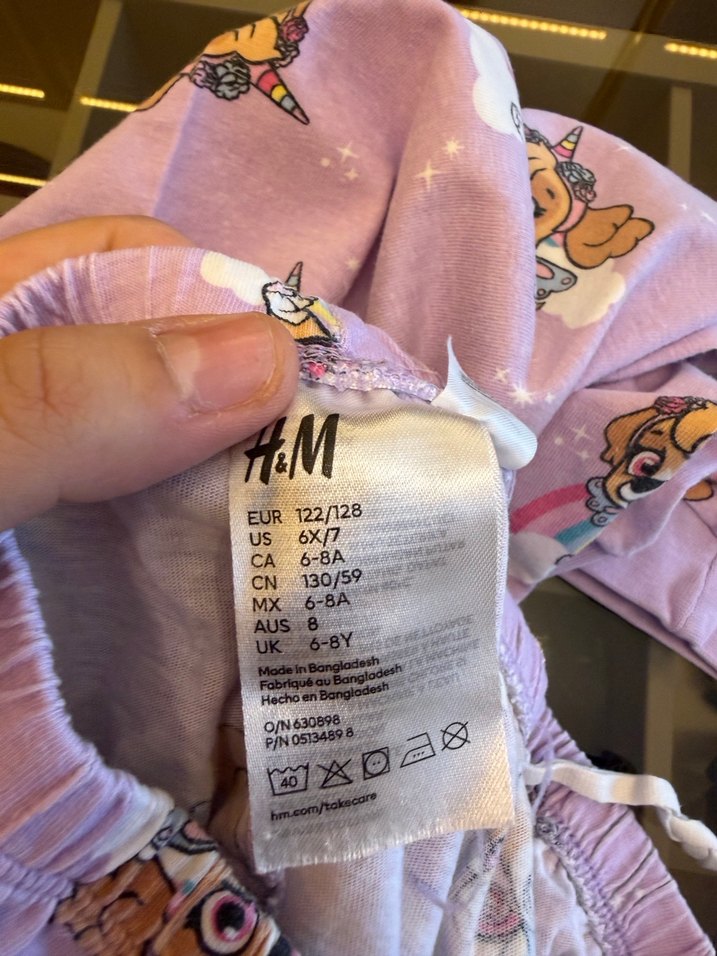 H&M
EUR 122/128
US 6X/7
CA 6-8A
CN 130/59
MX 6-8A
AUS 8
UK 6-8Y
Made in Bangladesh
Fabriqué au Bangladesh
Hecho en Bangladesh
O/N 630898
P/N 0513489 8
40
hm.com/takecare